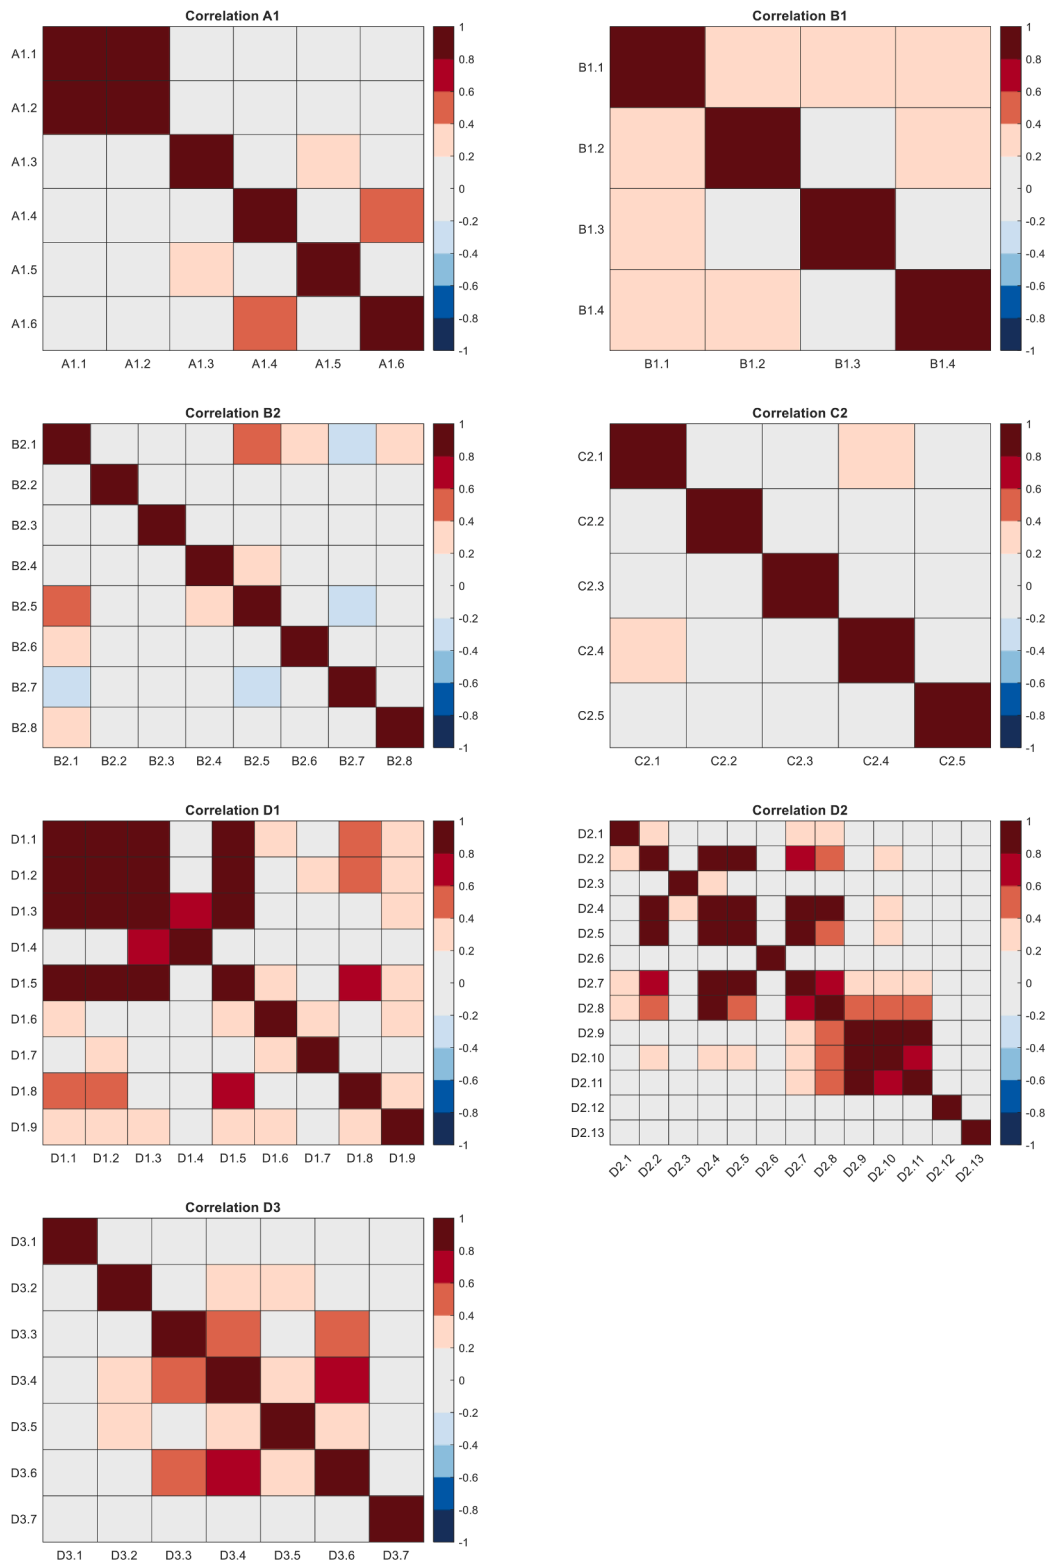 Correlation A1
A1.1
A1.2
A1.3
A1.4
A1.5
A1.6
A1.1 A1.2 A1.3 A1.4 A1.5 A1.6
1
0.8
0.6
0.4
0.2
0
-0.2
-0.4
-0.6
-0.8
-1
Correlation B1
B1.1
B1.2
B1.3
B1.4
B1.1 B1.2 B1.3 B1.4
1
0.8
0.6
0.4
0.2
0
-0.2
-0.4
-0.6
-0.8
-1
Correlation B2
B2.1
B2.2
B2.3
B2.4
B2.5
B2.6
B2.7
B2.8
B2.1 B2.2 B2.3 B2.4 B2.5 B2.6 B2.7 B2.8
1
0.8
0.6
0.4
0.2
0
-0.2
-0.4
-0.6
-0.8
-1
Correlation C2
C2.1
C2.2
C2.3
C2.4
C2.5
C2.1 C2.2 C2.3 C2.4 C2.5
1
0.8
0.6
0.4
0.2
0
-0.2
-0.4
-0.6
-0.8
-1
Correlation D1
D1.1
D1.2
D1.3
D1.4
D1.5
D1.6
D1.7
D1.8
D1.9
D1.1 D1.2 D1.3 D1.4 D1.5 D1.6 D1.7 D1.8 D1.9
1
0.8
0.6
0.4
0.2
0
-0.2
-0.4
-0.6
-0.8
-1
Correlation D2
D2.1
D2.2
D2.3
D2.4
D2.5
D2.6
D2.7
D2.8
D2.9
D2.10
D2.11
D2.12
D2.13
D2.1 D2.2 D2.3 D2.4 D2.5 D2.6 D2.7 D2.8 D2.9 D2.10 D2.11 D2.12 D2.13
1
0.8
0.6
0.4
0.2
0
-0.2
-0.4
-0.6
-0.8
-1
Correlation D3
D3.1
D3.2
D3.3
D3.4
D3.5
D3.6
D3.7
D3.1 D3.2 D3.3 D3.4 D3.5 D3.6 D3.7
1
0.8
0.6
0.4
0.2
0
-0.2
-0.4
-0.6
-0.8
-1